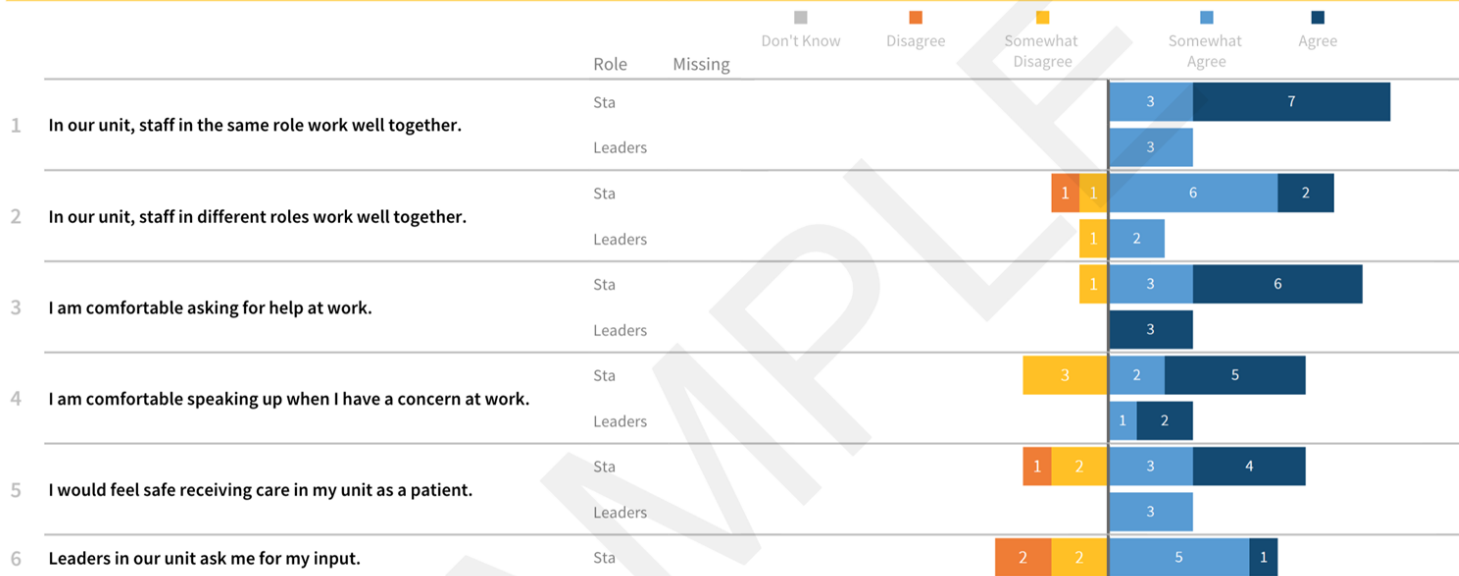 Don't Know Disagree Somewhat Disagree Somewhat Agree Agree
Role Missing
1 In our unit, staff in the same role work well together.
Sta 3 7
Leaders 3
2 In our unit, staff in different roles work well together.
Sta 1 1 6 2
Leaders 1 2
3 I am comfortable asking for help at work.
Sta 1 3 6
Leaders 3
4 I am comfortable speaking up when I have a concern at work.
Sta 3 2 5
Leaders 1 2
5 I would feel safe receiving care in my unit as a patient.
Sta 1 2 3 4
Leaders 3
6 Leaders in our unit ask me for my input.
Sta 2 2 5 1
AMPLE